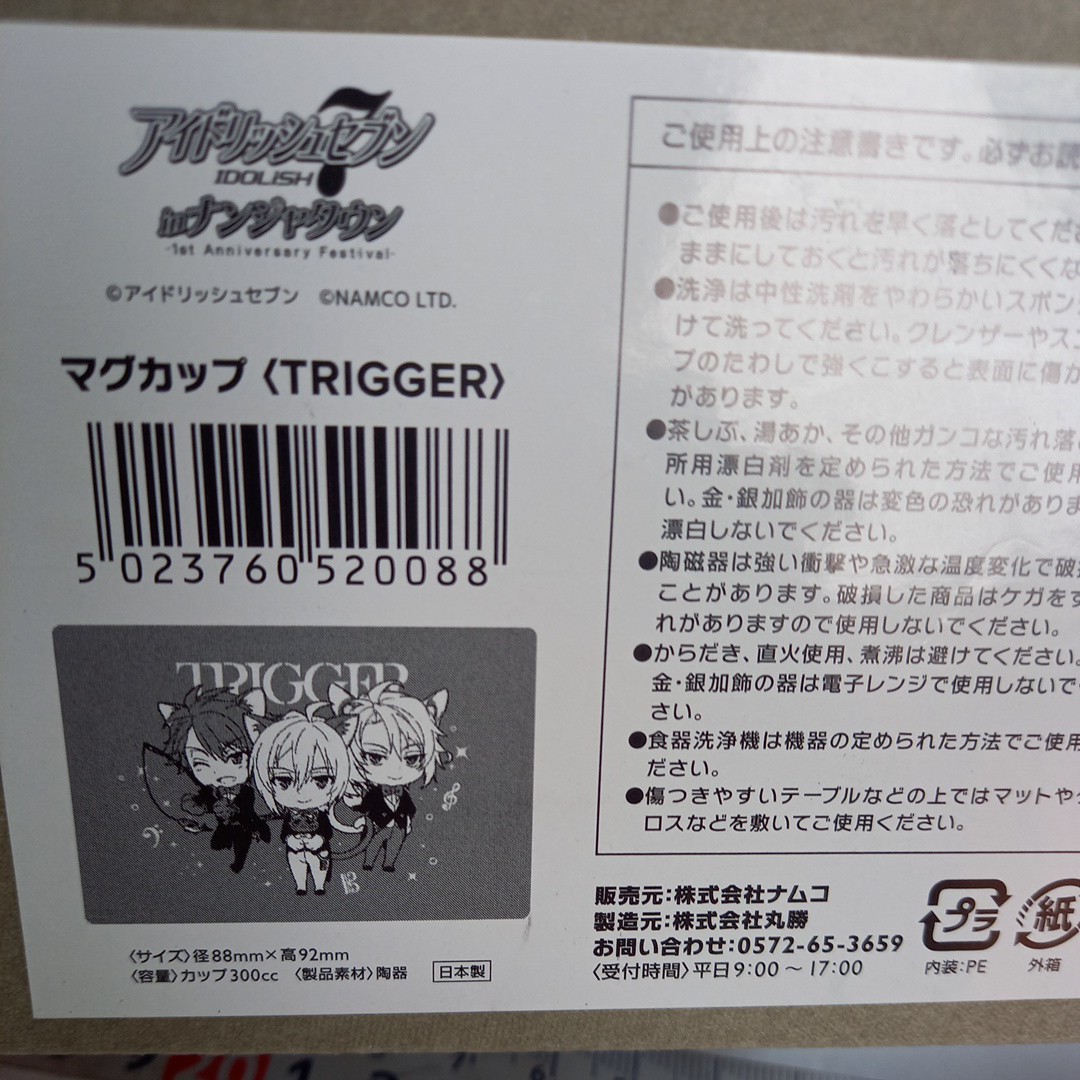 アイドリッシュセブン
IDOLISH 7
inナンジャタウン
-1st Anniversary Festival-
©アイドリッシュセブン ©NAMCO LTD.
マグカップ〈TRIGGER〉
5 023760 520088
TRIGGER
〈サイズ〉径88mm×高92mm
〈容量〉カップ300cc 〈製品素材〉陶器 日本製
ご使用上の注意書きです。必ずお読
●ご使用後は汚れを早く落としてくださ
ままにしておくと汚れが落ちにくくな
●洗浄は中性洗剤をやわらかいスポン
けて洗ってください。クレンザーやス
プのたわしで強くこすると表面に傷が
があります。
●茶しぶ、湯あか、その他ガンコな汚れ落
所用漂白剤を定められた方法でご使用
い。金・銀加飾の器は変色の恐れがありま
漂白しないでください。
●陶磁器は強い衝撃や急激な温度変化で破
ことがあります。破損した商品はケガをす
れがありますので使用しないでください。
●からだき、直火使用、煮沸は避けてください。
金・銀加飾の器は電子レンジで使用しないで
さい。
●食器洗浄機は機器の定められた方法でご使用
ださい。
●傷つきやすいテーブルなどの上ではマットや
ロスなどを敷いてご使用ください。
販売元:株式会社ナムコ
製造元:株式会社丸勝
お問い合わせ:0572-65-3659
〈受付時間〉平日9:00～17:00
プラ
内装:PE
紙
外箱